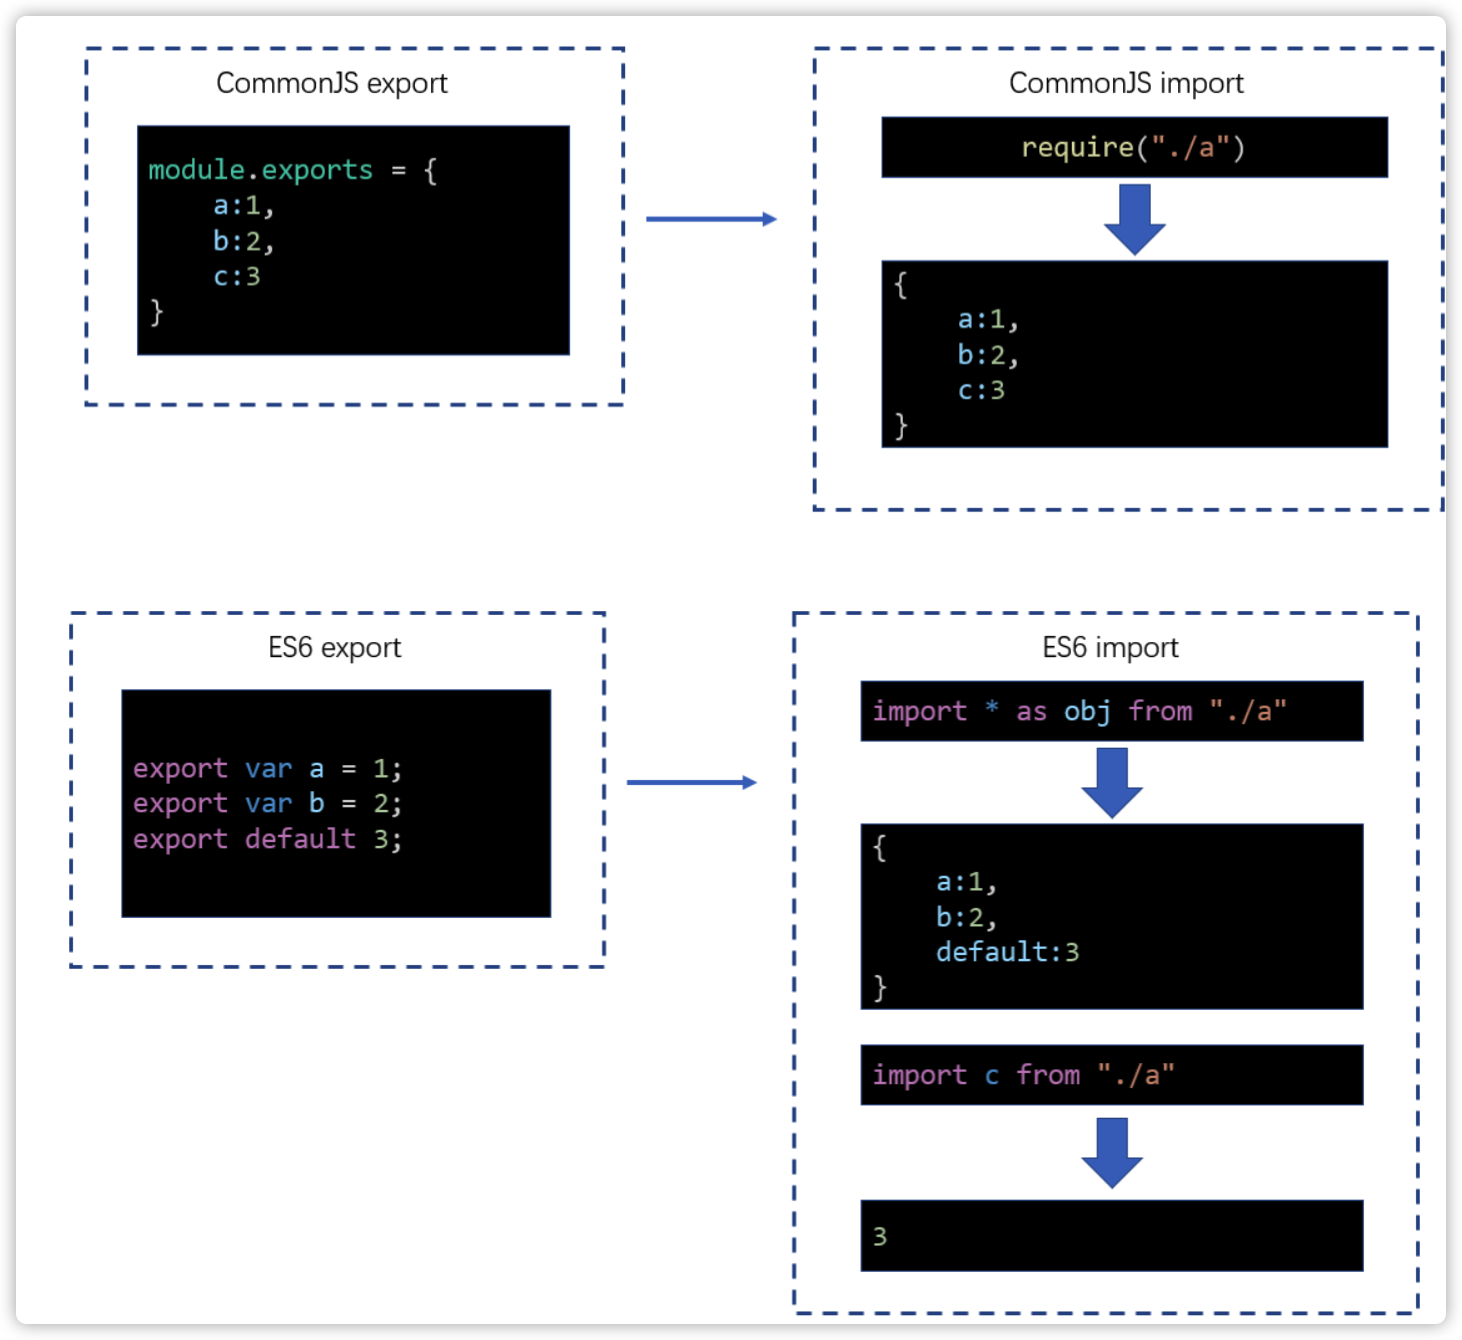 CommonJS export
module.exports = {
    a:1,
    b:2,
    c:3
}
CommonJS import
require("./a")
{
    a:1,
    b:2,
    c:3
}
ES6 export
export var a = 1;
export var b = 2;
export default 3;
ES6 import
import * as obj from "./a"
{
    a:1,
    b:2,
    default:3
}
import c from "./a"
3